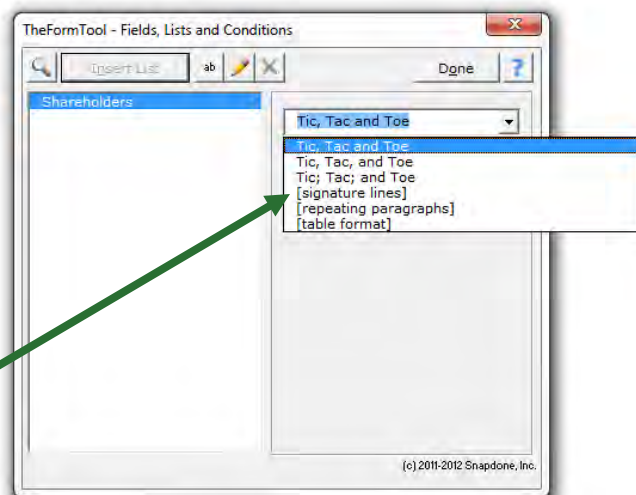 TheFormTool - Fields, Lists and Conditions
Insert List ab Done ?
Shareholders
Tic, Tac and Toe
Tic, Tac and Toe
Tic, Tac, and Toe
Tic; Tac; and Toe
[signature lines]
[repeating paragraphs]
[table format]
(c) 2011-2012 Snapdone, Inc.